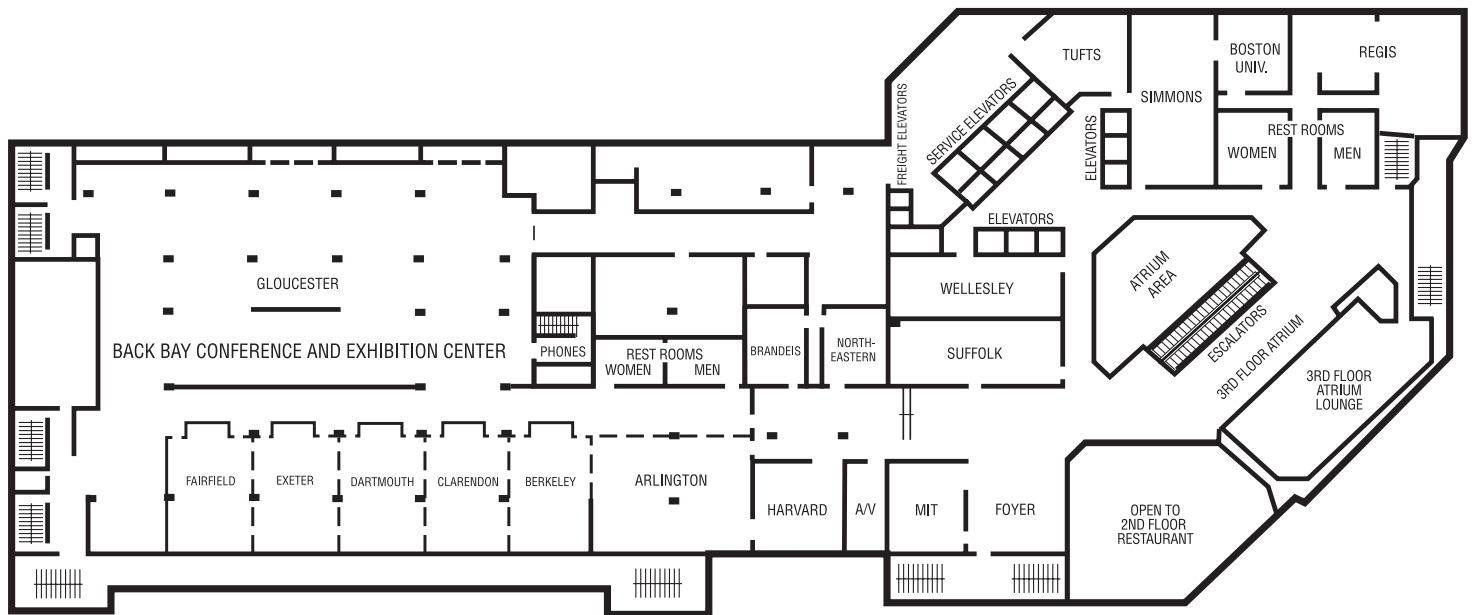 TUFTS
BOSTON
UNIV.
REGIS
SIMMONS
SERVICE ELEVATORS
FREIGHT ELEVATORS
ELEVATORS
REST ROOMS
WOMEN
MEN
ELEVATORS
ATRIUM
AREA
ESCALATORS
3RD FLOOR ATRIUM
3RD FLOOR
ATRIUM
LOUNGE
GLOUCESTER
BACK BAY CONFERENCE AND EXHIBITION CENTER
PHONES
REST ROOMS
WOMEN
MEN
BRANDEIS
NORTH-
EASTERN
WELLESLEY
SUFFOLK
FAIRFIELD
EXETER
DARTMOUTH
CLARENDON
BERKELEY
ARLINGTON
HARVARD
A/V
MIT
FOYER
OPEN TO
2ND FLOOR
RESTAURANT